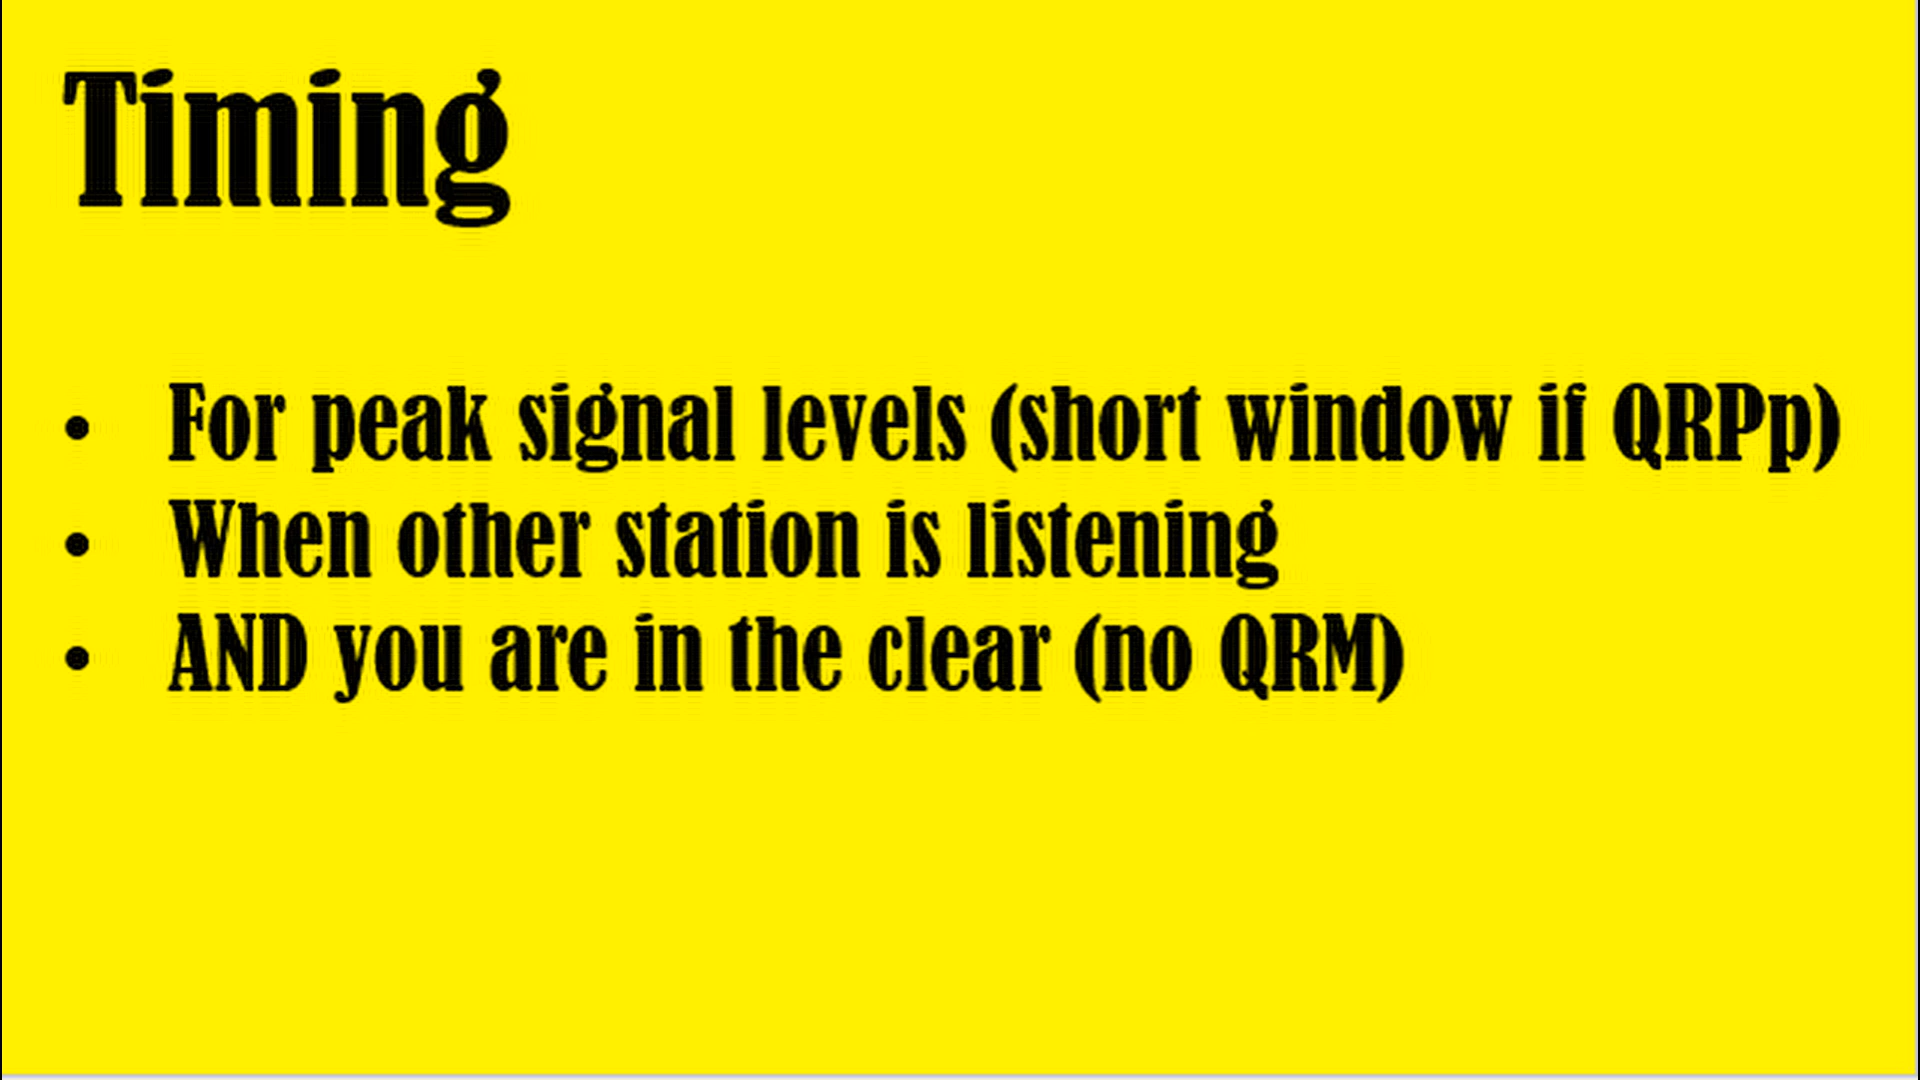 Timing
• For peak signal levels (short window if QRPp)
• When other station is listening
• AND you are in the clear (no QRM)